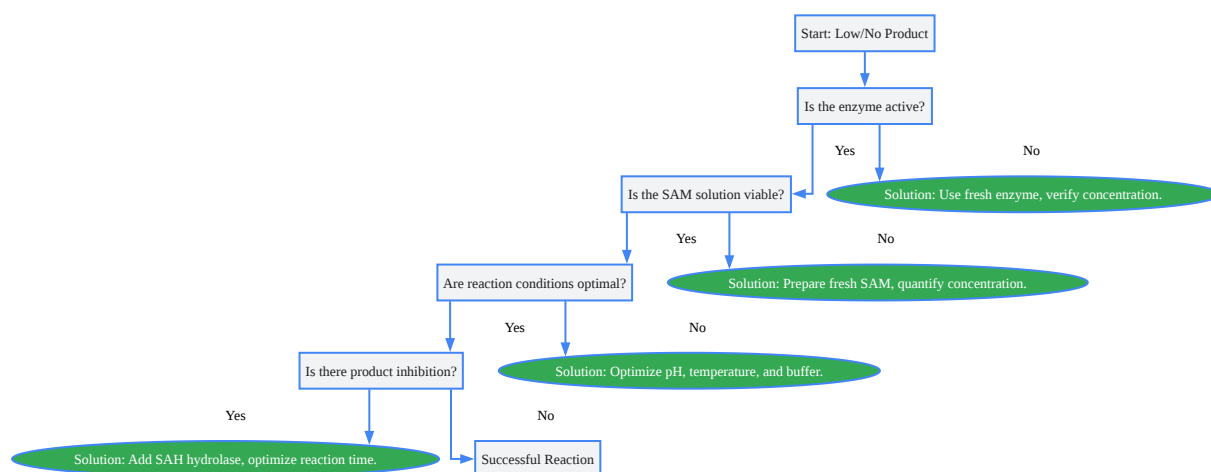 Start: Low/No Product
Is the enzyme active?
Yes
No
Is the SAM solution viable?
Solution: Use fresh enzyme, verify concentration.
Yes
No
Are reaction conditions optimal?
Solution: Prepare fresh SAM, quantify concentration.
Yes
No
Is there product inhibition?
Solution: Optimize pH, temperature, and buffer.
Yes
No
Solution: Add SAH hydrolase, optimize reaction time.
Successful Reaction